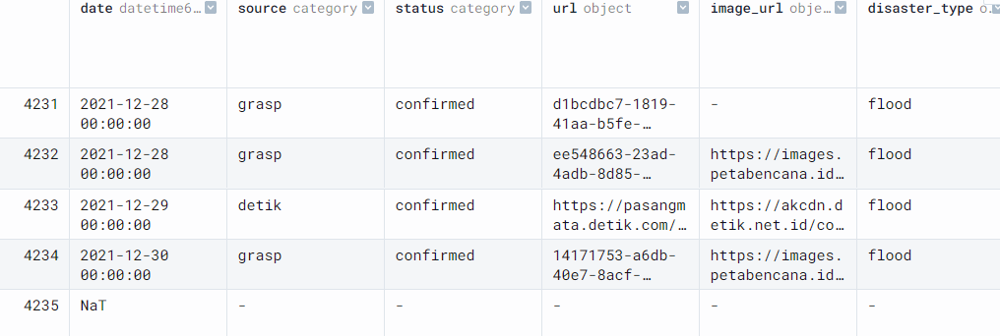 date datetime6… source category status category url object image_url obje… disaster_type o…
4231 2021-12-28 grasp confirmed d1bcdbc7-1819- - flood
00:00:00 41aa-b5fe-…
4232 2021-12-28 grasp confirmed ee548663-23ad- https://images. flood
00:00:00 4adb-8d85-… petabencana.id…
4233 2021-12-29 detik confirmed https://pasangm https://akcdn.d flood
00:00:00 ata.detik.com/… etik.net.id/co…
4234 2021-12-30 grasp confirmed 14171753-a6db- https://images. flood
00:00:00 40e7-8acf-… petabencana.id…
4235 NaT - - - - -